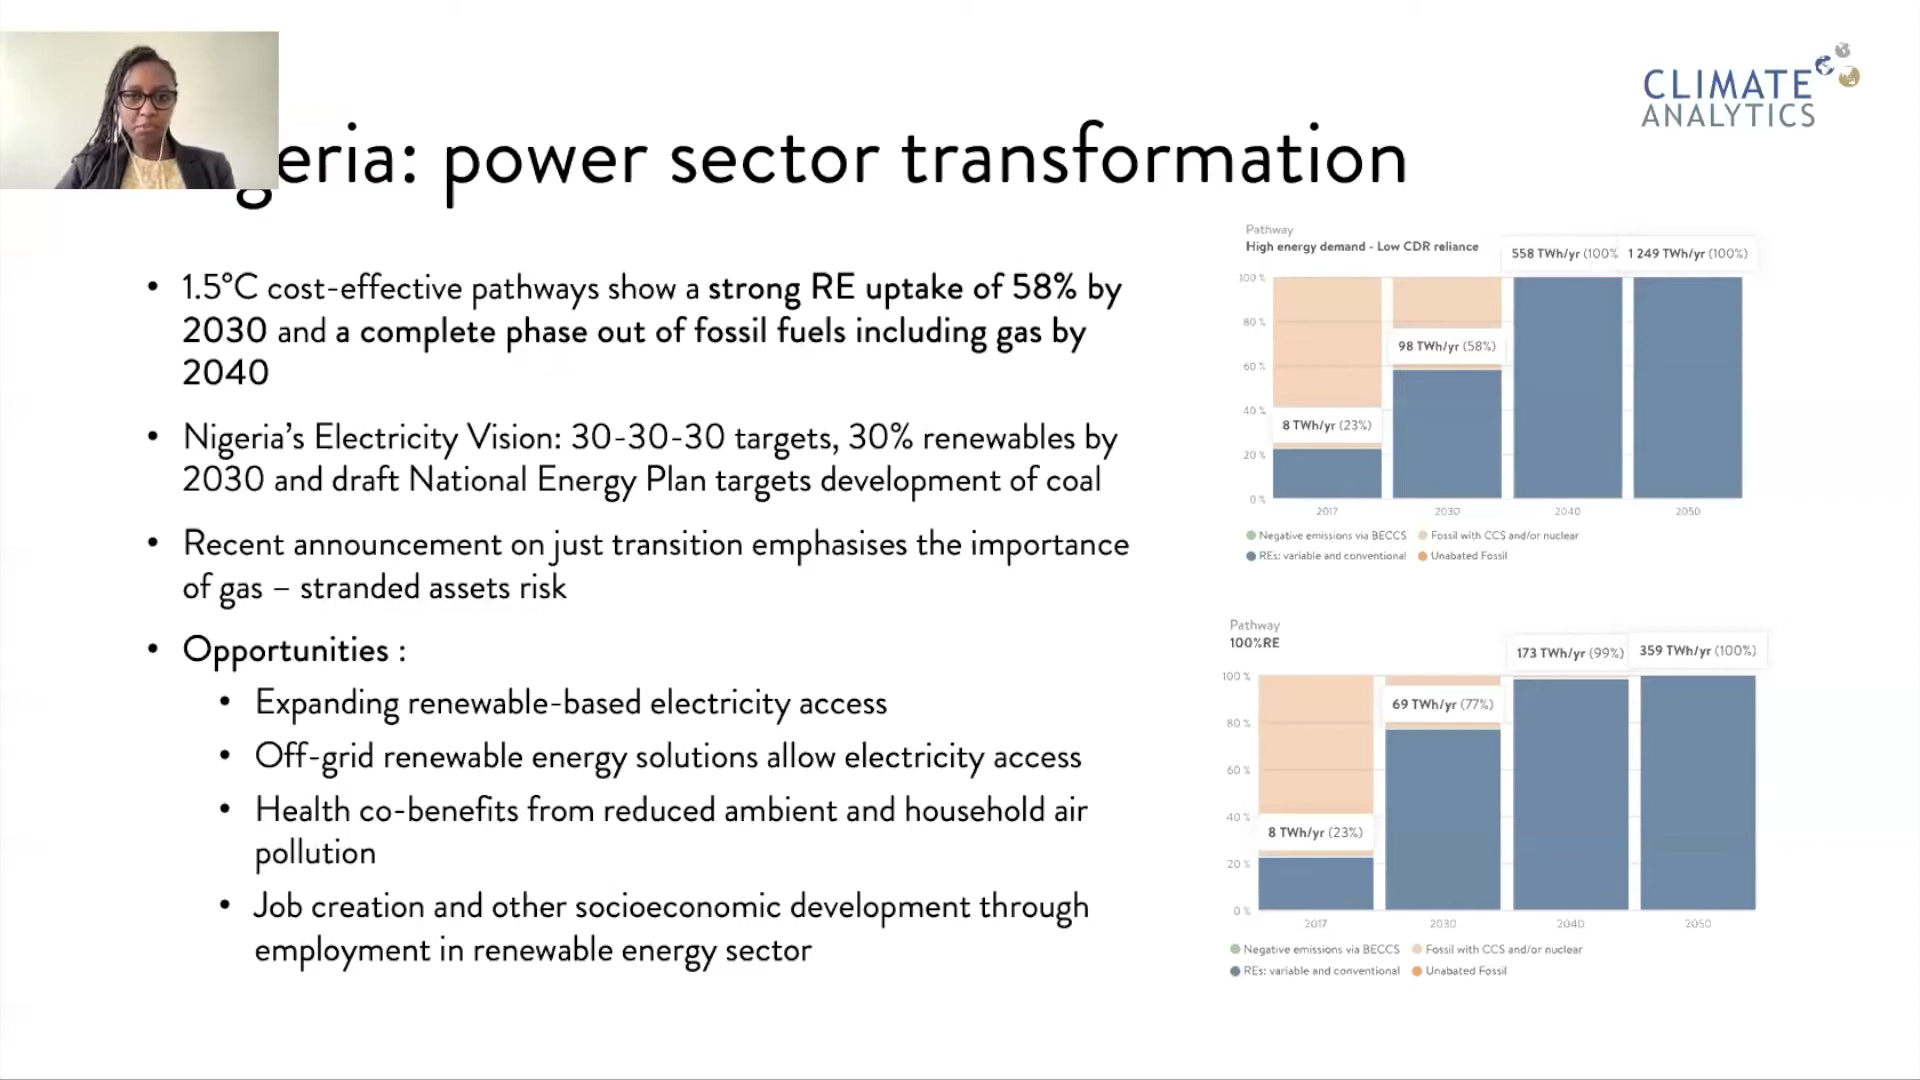 CLIMATE
ANALYTICS
geria: power sector transformation
• 1.5°C cost-effective pathways show a strong RE uptake of 58% by
2030 and a complete phase out of fossil fuels including gas by
2040
• Nigeria's Electricity Vision: 30-30-30 targets, 30% renewables by
2030 and draft National Energy Plan targets development of coal
• Recent announcement on just transition emphasises the importance
of gas – stranded assets risk
• Opportunities :
• Expanding renewable-based electricity access
• Off-grid renewable energy solutions allow electricity access
• Health co-benefits from reduced ambient and household air
pollution
• Job creation and other socioeconomic development through
employment in renewable energy sector
Pathway
High energy demand - Low CDR reliance
558 TWh/yr (100% 1 249 TWh/yr (100%)
100 %
80 %
98 TWh/yr (58%)
60 %
40 %
8 TWh/yr (23%)
20 %
0 %
2017 2030 2040 2050
Negative emissions via BECCS Fossil with CCS and/or nuclear
REs: variable and conventional Unabated Fossil
Pathway
100%RE
173 TWh/yr (99%) 359 TWh/yr (100%)
100 %
69 TWh/yr (77%)
80 %
60 %
40 %
8 TWh/yr (23%)
20 %
0 %
2017 2030 2040 2050
Negative emissions via BECCS Fossil with CCS and/or nuclear
REs: variable and conventional Unabated Fossil